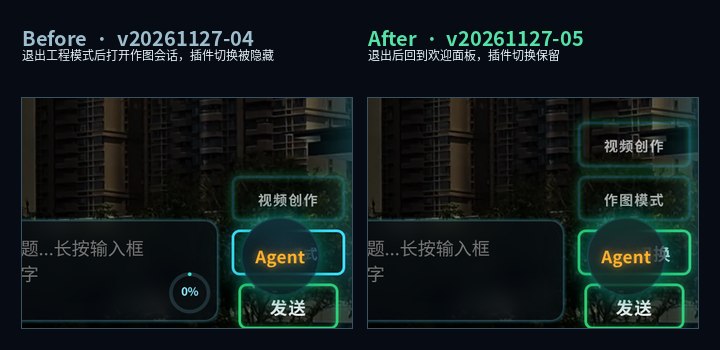 Before · v20261127-04
退出工程模式后打开作图会话，插件切换被隐藏
After · v20261127-05
退出后回到欢迎面板，插件切换保留
视频创作
题...长按输入框
字
0%
Agent
式
发送
视频创作
作图模式
题...长按输入框
字
Agent
换
发送